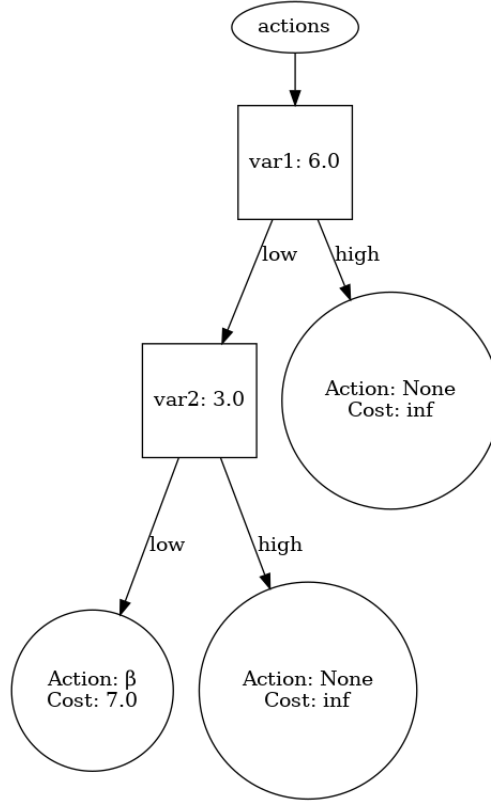 actions
var1: 6.0
low
high
var2: 3.0
Action: None
Cost: inf
low
high
Action: β
Cost: 7.0
Action: None
Cost: inf